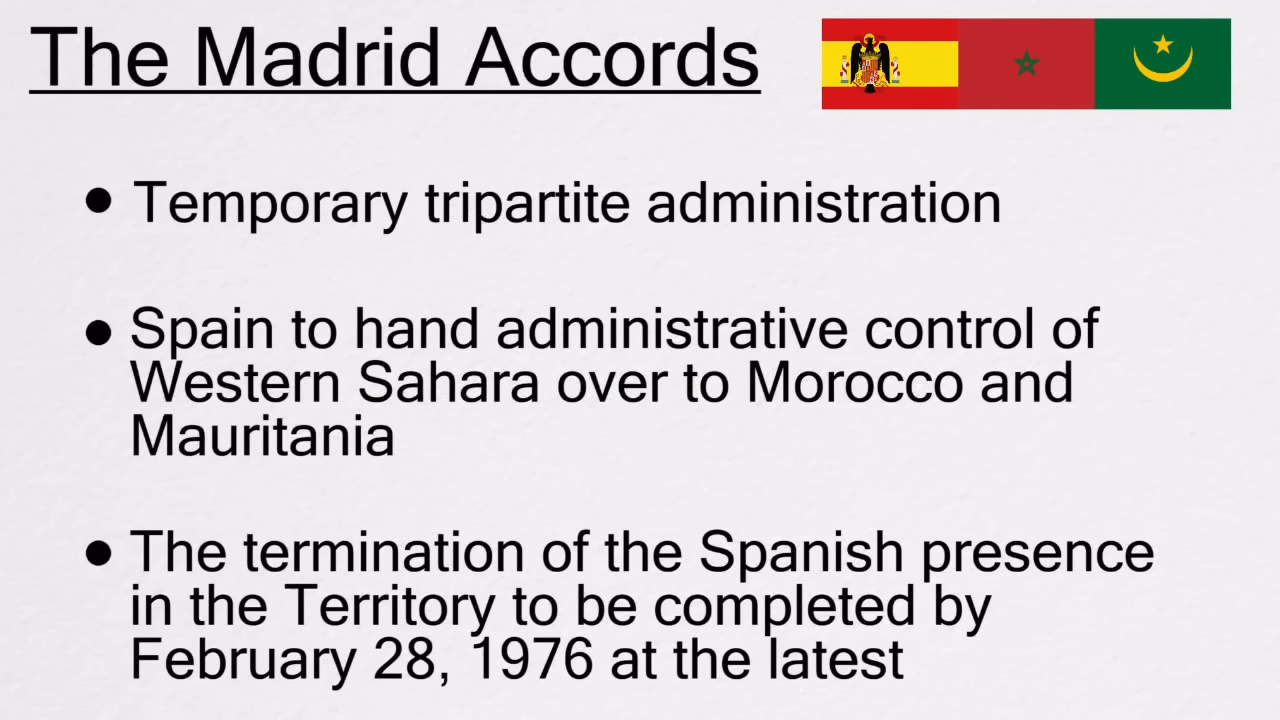 The Madrid Accords
• Temporary tripartite administration
• Spain to hand administrative control of
Western Sahara over to Morocco and
Mauritania
• The termination of the Spanish presence
in the Territory to be completed by
February 28, 1976 at the latest